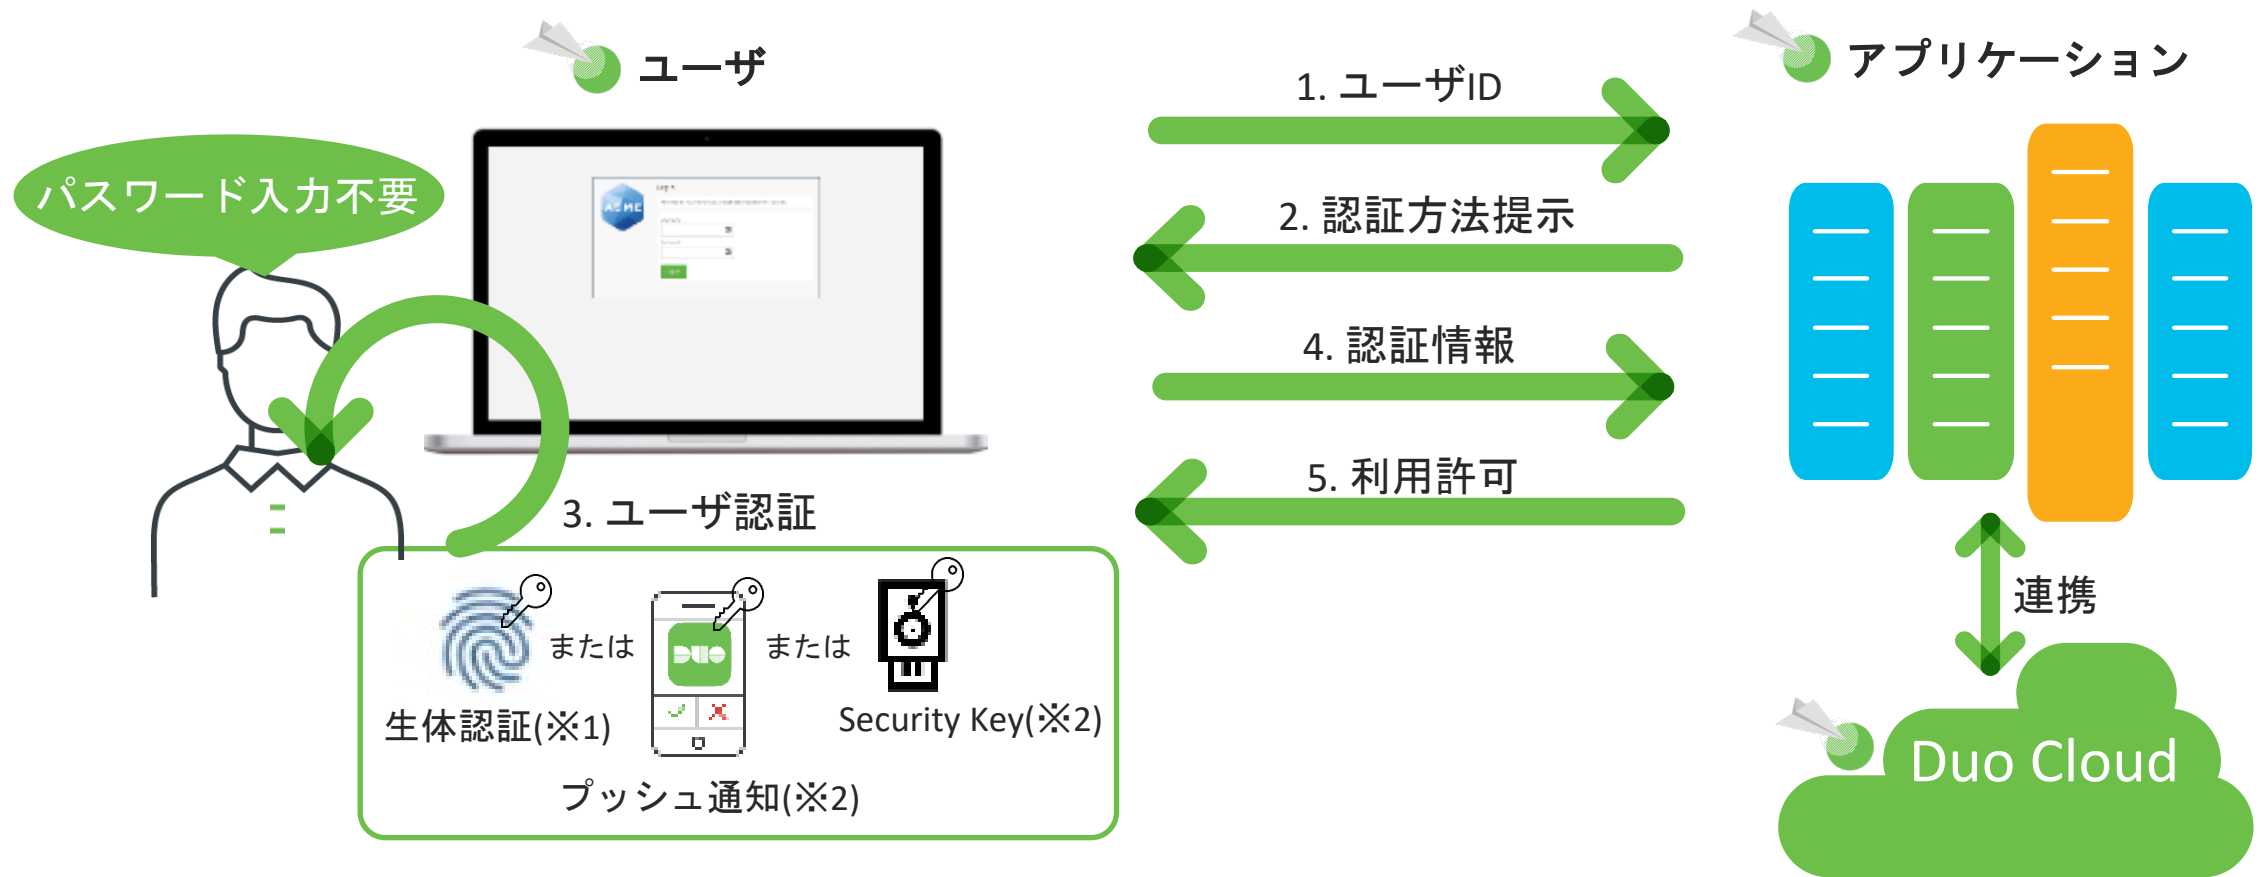 ユーザ
アプリケーション
パスワード入力不要
ACME
1. ユーザID
2. 認証方法提示
4. 認証情報
5. 利用許可
3. ユーザ認証
または
DUO
または
生体認証(※1)
Security Key(※2)
プッシュ通知(※2)
連携
Duo Cloud